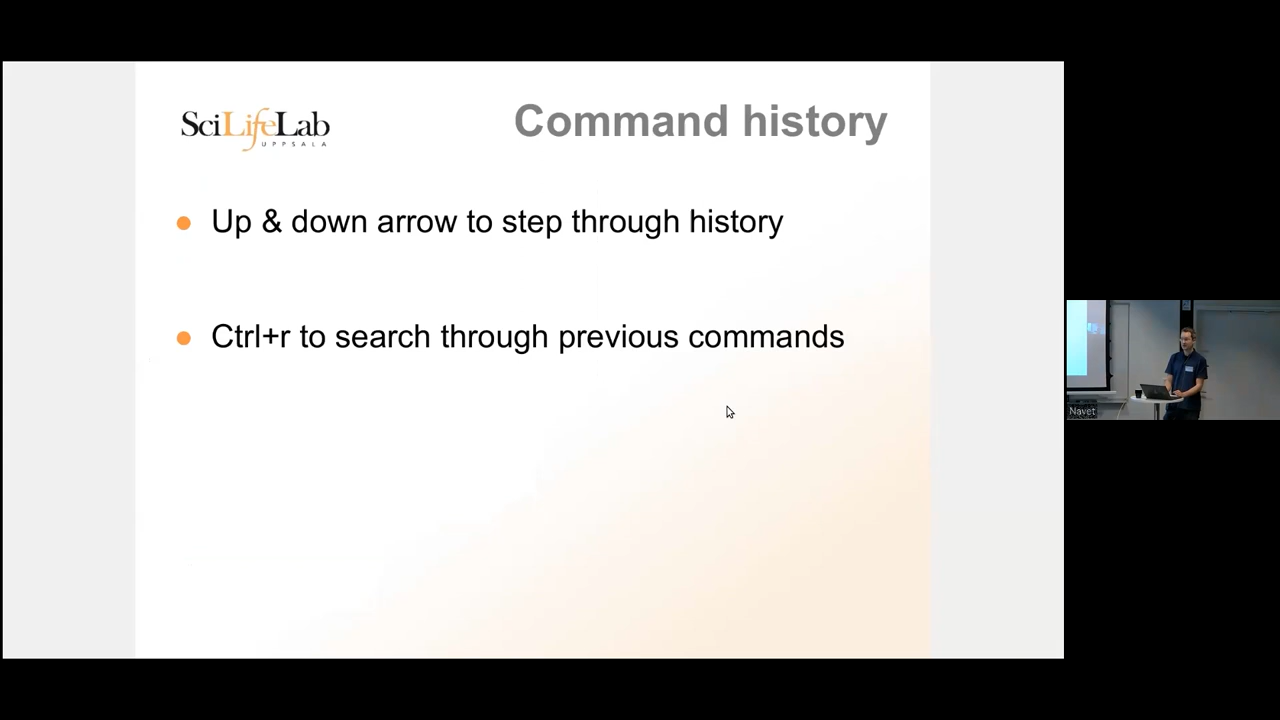 SciLifeLab
UPPSALA
Command history
Up & down arrow to step through history
Ctrl+r to search through previous commands
Navet